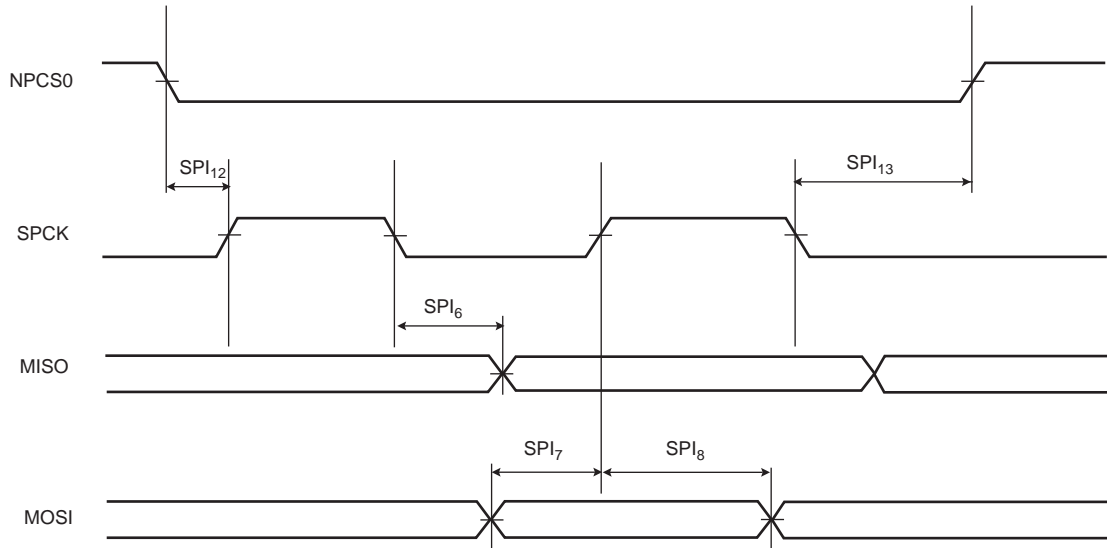 NPCS0
SPI₁₂
SPI₁₃
SPCK
SPI₆
MISO
SPI₇
SPI₈
MOSI